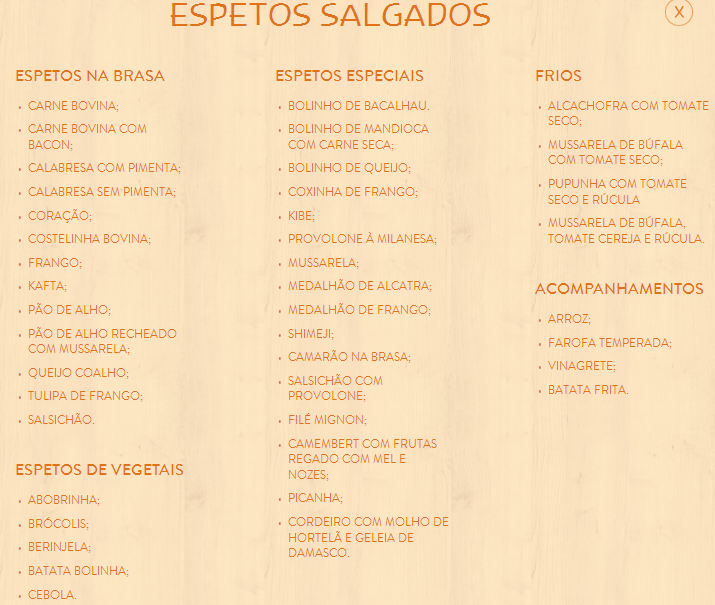 ESPETOS SALGADOS
X
ESPETOS NA BRASA
• CARNE BOVINA;
• CARNE BOVINA COM
BACON;
• CALABRESA COM PIMENTA;
• CALABRESA SEM PIMENTA;
• CORAÇÃO;
• COSTELINHA BOVINA;
• FRANGO;
• KAFTA;
• PÃO DE ALHO;
• PÃO DE ALHO RECHEADO
COM MUSSARELA;
• QUEIJO COALHO;
• TULIPA DE FRANGO;
• SALSICHÃO.
ESPETOS DE VEGETAIS
• ABOBRINHA;
• BRÓCOLIS;
• BERINJELA;
• BATATA BOLINHA;
• CEBOLA.
ESPETOS ESPECIAIS
• BOLINHO DE BACALHAU.
• BOLINHO DE MANDIOCA
COM CARNE SECA;
• BOLINHO DE QUEIJO;
• COXINHA DE FRANGO;
• KIBE;
• PROVOLONE À MILANESA;
• MUSSARELA;
• MEDALHÃO DE ALCATRA;
• MEDALHÃO DE FRANGO;
• SHIMEJI;
• CAMARÃO NA BRASA;
• SALSICHÃO COM
PROVOLONE;
• FILÉ MIGNON;
• CAMEMBERT COM FRUTAS
REGADO COM MEL E
NOZES;
• PICANHA;
• CORDEIRO COM MOLHO DE
HORTELÃ E GELEIA DE
DAMASCO.
FRIOS
• ALCACHOFRA COM TOMATE
SECO;
• MUSSARELA DE BÚFALA
COM TOMATE SECO;
• PUPUNHA COM TOMATE
SECO E RÚCULA
• MUSSARELA DE BÚFALA,
TOMATE CEREJA E RÚCULA.
ACOMPANHAMENTOS
• ARROZ;
• FAROFA TEMPERADA;
• VINAGRETE;
• BATATA FRITA.